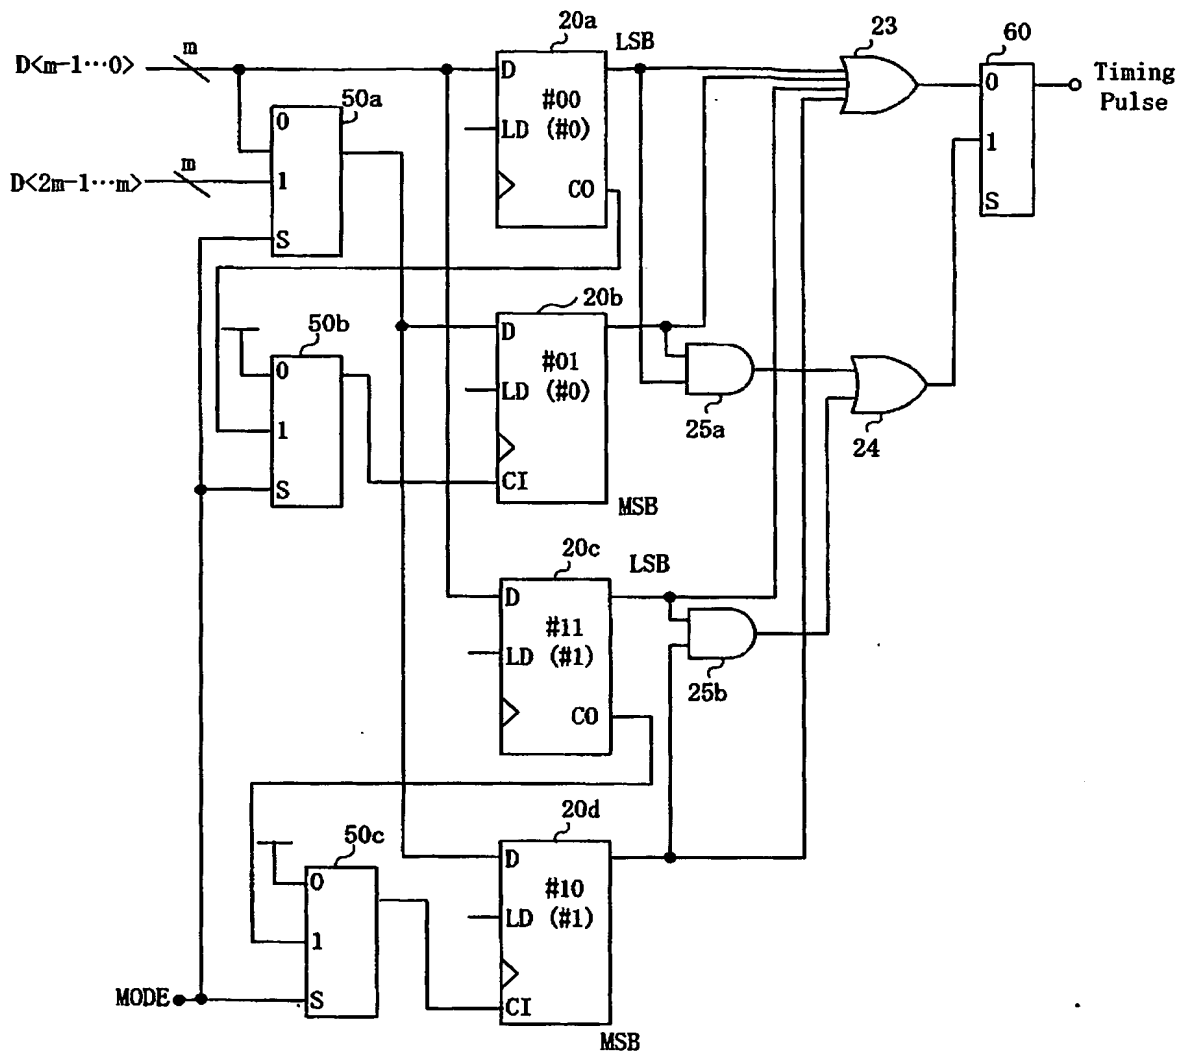 20a
LSB
23
60
D<m-1···0>
m
D
0
Timing
Pulse
50a
#00
LD (#0)
0
m
D<2m-1···m>
1
1
CO
S
S
20b
50b
D
#01
LD (#0)
0
25a
24
1
S
CI
MSB
20c
LSB
D
#11
LD (#1)
25b
CO
20d
50c
D
0
#10
LD (#1)
1
MODE
S
CI
MSB